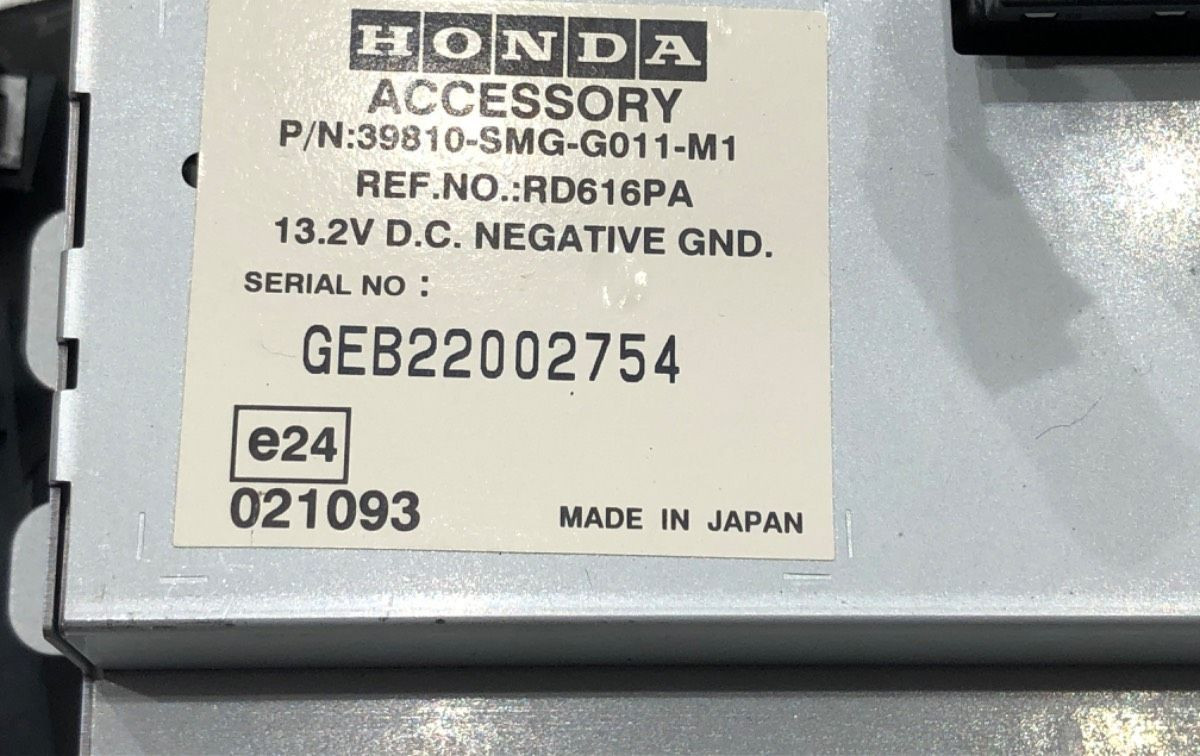 HONDA
ACCESSORY
P/N:39810-SMG-G011-M1
REF.NO.:RD616PA
13.2V D.C. NEGATIVE GND.
SERIAL NO :
GEB22002754
e24
021093
MADE IN JAPAN